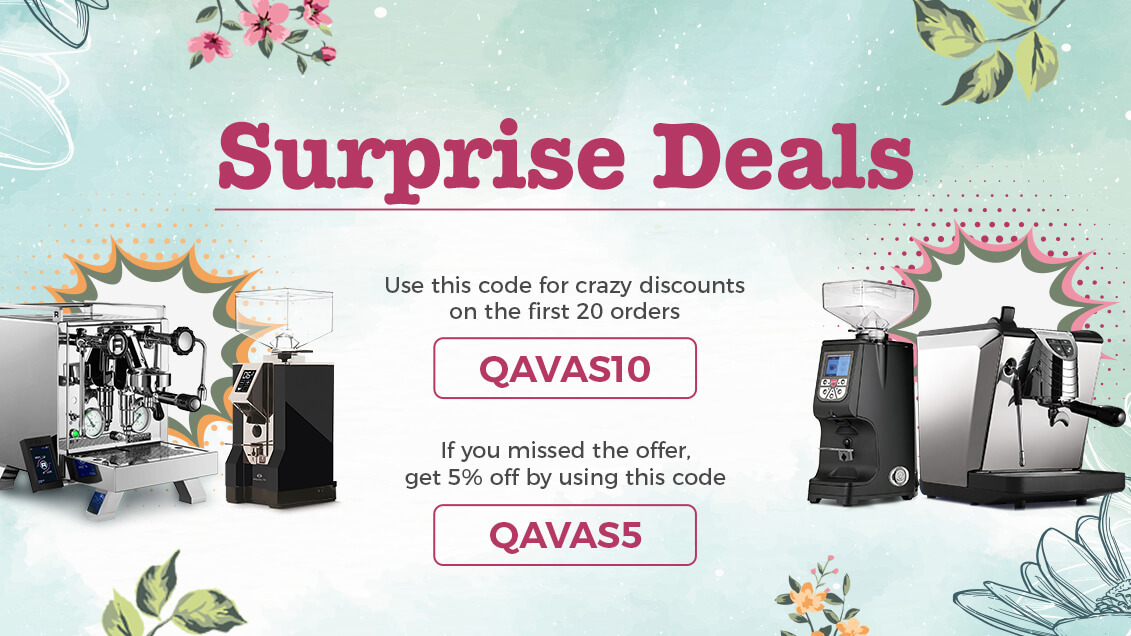 Surprise Deals
Use this code for crazy discounts
on the first 20 orders
QAVAS10
If you missed the offer,
get 5% off by using this code
QAVAS5